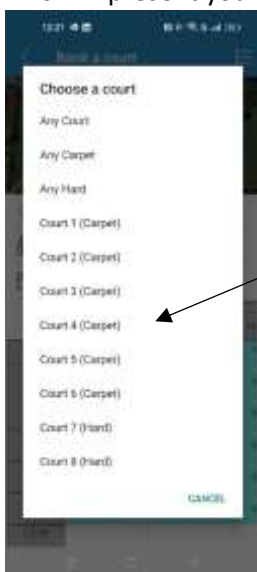 Book a court
Choose a court
Any Court
Any Carpet
Any Hard
Court 1 (Carpet)
Court 2 (Carpet)
Court 3 (Carpet)
Court 4 (Carpet)
Court 5 (Carpet)
Court 6 (Carpet)
Court 7 (Hard)
Court 8 (Hard)
CANCEL